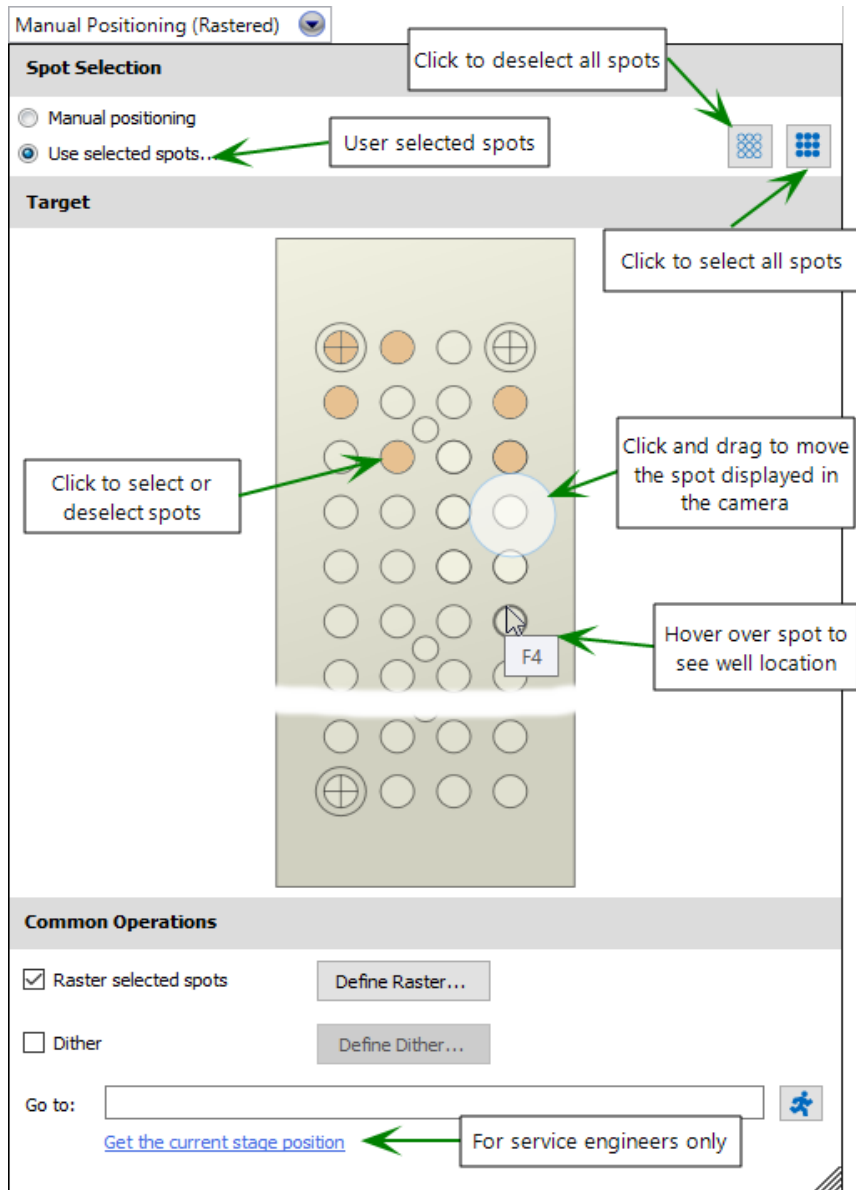 Manual Positioning (Rastered)
Spot Selection
Click to deselect all spots
Manual positioning
Use selected spots...
User selected spots
Target
Click to select all spots
Click to select or
deselect spots
Click and drag to move
the spot displayed in
the camera
Hover over spot to
see well location
F4
Common Operations
Raster selected spots
Define Raster...
Dither
Define Dither...
Go to:
Get the current stage position
For service engineers only